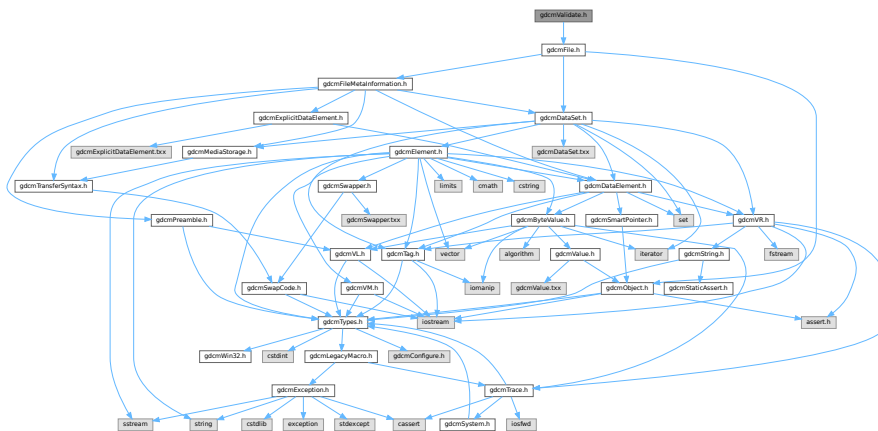 gdcmValidate.h
gdcmFile.h
gdcmFileMetaInformation.h
gdcmExplicitDataElement.h
gdcmDataSet.h
gdcmExplicitDataElement.txx
gdcmMediaStorage.h
gdcmElement.h
gdcmDataSet.txx
gdcmTransferSyntax.h
gdcmSwapper.h
limits
cmath
cstring
gdcmDataElement.h
gdcmPreamble.h
gdcmSwapper.txx
gdcmByteValue.h
gdcmSmartPointer.h
set
gdcmVR.h
gdcmVL.h
gdcmTag.h
vector
algorithm
gdcmValue.h
iterator
gdcmString.h
fstream
gdcmSwapCode.h
gdcmVM.h
iomanip
gdcmValue.txx
gdcmObject.h
gdcmStaticAssert.h
gdcmTypes.h
iostream
assert.h
gdcmWin32.h
cstdint
gdcmLegacyMacro.h
gdcmConfigure.h
gdcmException.h
gdcmTrace.h
sstream
string
cstdlib
exception
stdexcept
cassert
gdcmSystem.h
iosfwd